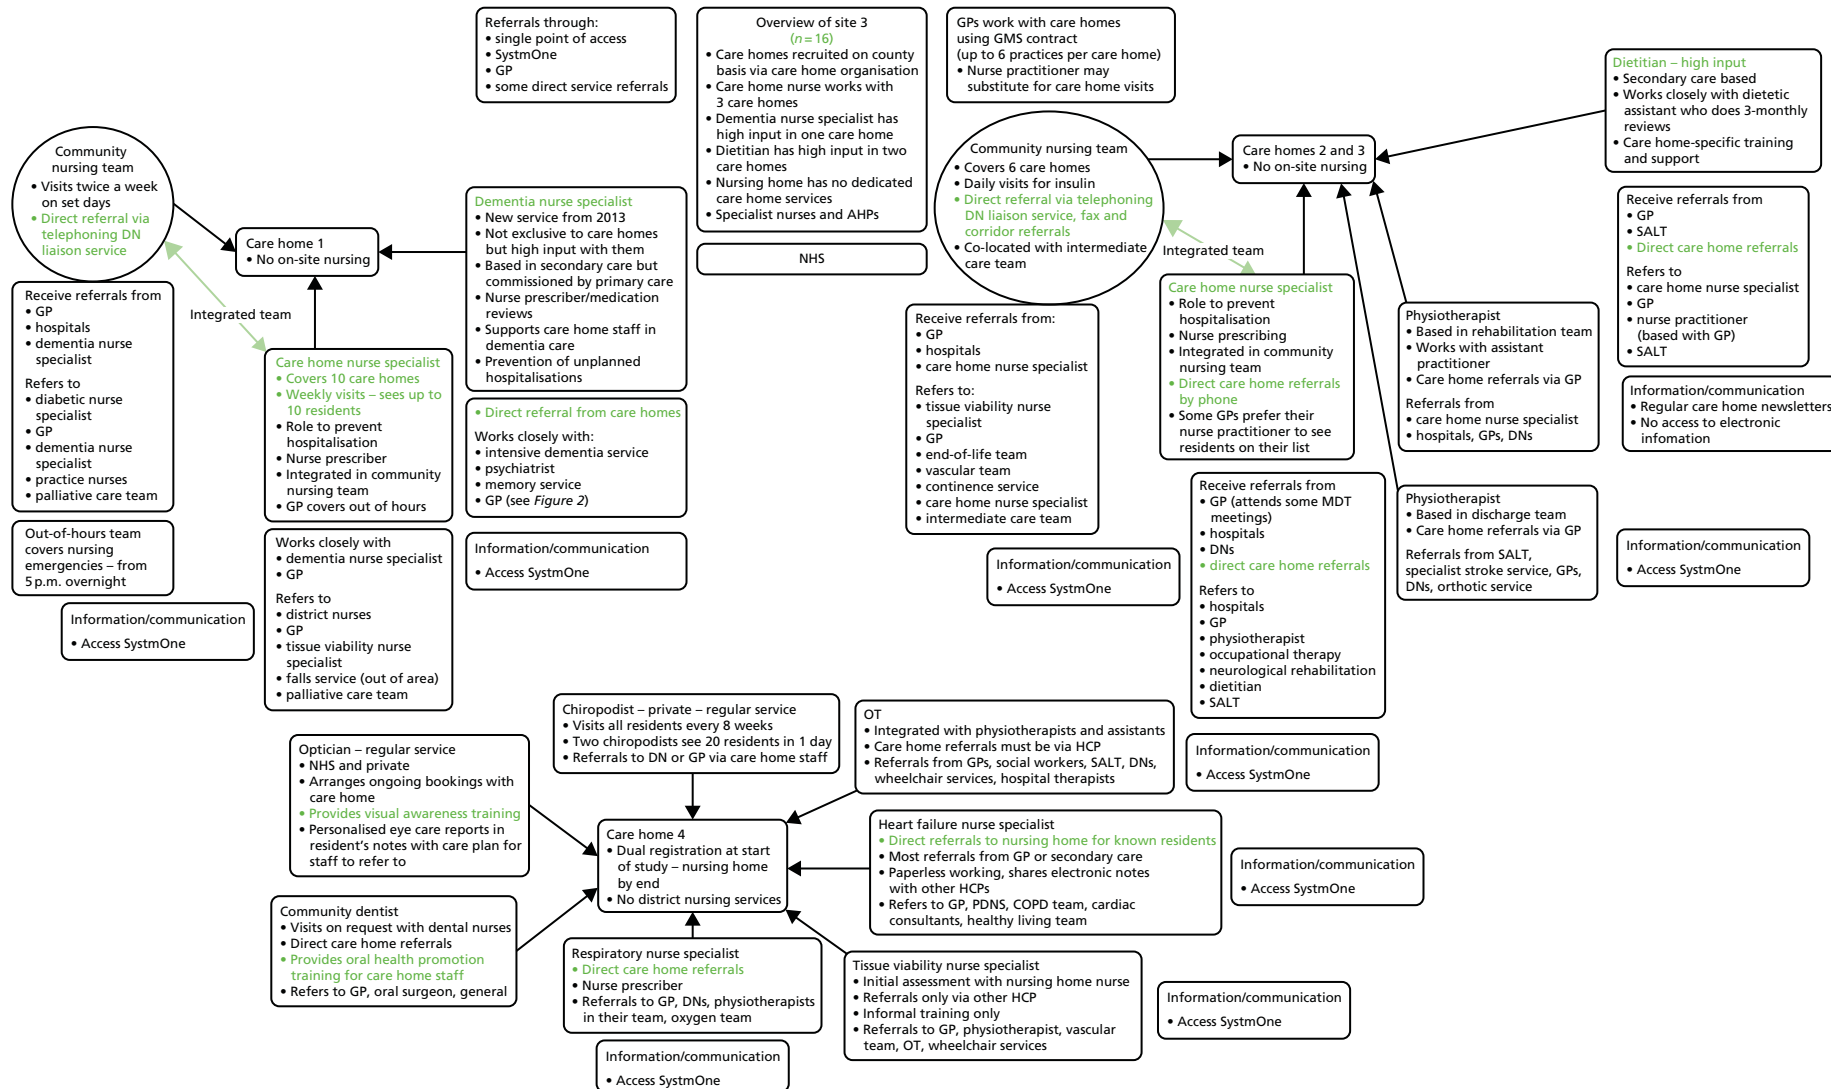 Referrals through:
• single point of access
• SystmOne
• GP
• some direct service referrals
Overview of site 3
(n = 16)
• Care homes recruited on county
basis via care home organisation
• Care home nurse works with
3 care homes
• Dementia nurse specialist has
high input in one care home
• Dietitian has high input in two
care homes
• Nursing home has no dedicated
care home services
• Specialist nurses and AHPs
NHS
GPs work with care homes
using GMS contract
(up to 6 practices per care home)
• Nurse practitioner may
substitute for care home visits
Community
nursing team
• Visits twice a week
on set days
• Direct referral via
telephoning DN
liaison service
Receive referrals from
• GP
• hospitals
• dementia nurse
specialist
Refers to
• diabetic nurse
specialist
• GP
• dementia nurse
specialist
• practice nurses
• palliative care team
Out-of-hours team
covers nursing
emergencies – from
5 p.m. overnight
Information/communication
• Access SystmOne
Integrated team
Care home 1
• No on-site nursing
Care home nurse specialist
• Covers 10 care homes
• Weekly visits – sees up to
10 residents
• Role to prevent
hospitalisation
• Nurse prescriber
• Integrated in community
nursing team
• GP covers out of hours
Works closely with
• dementia nurse specialist
• GP
Refers to
• district nurses
• GP
• tissue viability nurse
specialist
• falls service (out of area)
• palliative care team
Dementia nurse specialist
• New service from 2013
• Not exclusive to care homes
but high input with them
• Based in secondary care but
commissioned by primary care
• Nurse prescriber/medication
reviews
• Supports care home staff in
dementia care
• Prevention of unplanned
hospitalisations
• Direct referral from care homes
Works closely with:
• intensive dementia service
• psychiatrist
• memory service
• GP (see Figure 2)
Information/communication
• Access SystmOne
Community nursing team
• Covers 6 care homes
• Daily visits for insulin
• Direct referral via telephoning
DN liaison service, fax and
corridor referrals
• Co-located with intermediate
care team
Receive referrals from:
• GP
• hospitals
• care home nurse specialist
Refers to:
• tissue viability nurse
specialist
• GP
• end-of-life team
• vascular team
• continence service
• care home nurse specialist
• intermediate care team
Information/communication
• Access SystmOne
Integrated team
Care homes 2 and 3
• No on-site nursing
Care home nurse specialist
• Role to prevent
hospitalisation
• Nurse prescribing
• Integrated in community
nursing team
• Direct care home referrals
by phone
• Some GPs prefer their
nurse practitioner to see
residents on their list
Receive referrals from
• GP (attends some MDT
meetings)
• hospitals
• DNs
• direct care home referrals
Refers to
• hospitals
• GP
• physiotherapist
• occupational therapy
• neurological rehabilitation
• dietitian
• SALT
Information/communication
• Access SystmOne
Dietitian – high input
• Secondary care based
• Works closely with dietetic
assistant who does 3-monthly
reviews
• Care home-specific training
and support
Receive referrals from
• GP
• SALT
• Direct care home referrals
Refers to
• care home nurse specialist
• GP
• nurse practitioner
(based with GP)
• SALT
Information/communication
• Regular care home newsletters
• No access to electronic
infomation
Physiotherapist
• Based in rehabilitation team
• Works with assistant
practitioner
• Care home referrals via GP
Referrals from
• care home nurse specialist
• hospitals, GPs, DNs
Physiotherapist
• Based in discharge team
• Care home referrals via GP
Referrals from SALT,
specialist stroke service, GPs,
DNs, orthotic service
Information/communication
• Access SystmOne
Chiropodist – private – regular service
• Visits all residents every 8 weeks
• Two chiropodists see 20 residents in 1 day
• Referrals to DN or GP via care home staff
OT
• Integrated with physiotherapists and assistants
• Care home referrals must be via HCP
• Referrals from GPs, social workers, SALT, DNs,
wheelchair services, hospital therapists
Optician – regular service
• NHS and private
• Arranges ongoing bookings with
care home
• Provides visual awareness training
• Personalised eye care reports in
resident's notes with care plan for
staff to refer to
Care home 4
• Dual registration at start
of study – nursing home
by end
• No district nursing services
Heart failure nurse specialist
• Direct referrals to nursing home for known residents
• Most referrals from GP or secondary care
• Paperless working, shares electronic notes
with other HCPs
• Refers to GP, PDNS, COPD team, cardiac
consultants, healthy living team
Information/communication
• Access SystmOne
Community dentist
• Visits on request with dental nurses
• Direct care home referrals
• Provides oral health promotion
training for care home staff
• Refers to GP, oral surgeon, general
Respiratory nurse specialist
• Direct care home referrals
• Nurse prescriber
• Referrals to GP, DNs, physiotherapists
in their team, oxygen team
Information/communication
• Access SystmOne
Tissue viability nurse specialist
• Initial assessment with nursing home nurse
• Referrals only via other HCP
• Informal training only
• Referrals to GP, physiotherapist, vascular
team, OT, wheelchair services
Information/communication
• Access SystmOne